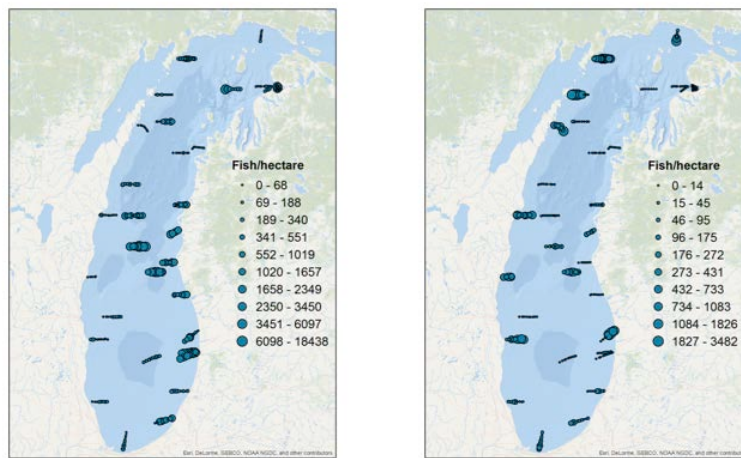 Fish/hectare
0 - 68
69 - 188
189 - 340
341 - 551
552 - 1019
1020 - 1657
1658 - 2349
2350 - 3450
3451 - 6097
6098 - 18438
Esri, DeLorme, GEBCO, NOAA NGDC, and other contributors
Fish/hectare
0 - 14
15 - 45
46 - 95
96 - 175
176 - 272
273 - 431
432 - 733
734 - 1083
1084 - 1826
1827 - 3482
Esri, DeLorme, GEBCO, NOAA NGDC, and other contributors